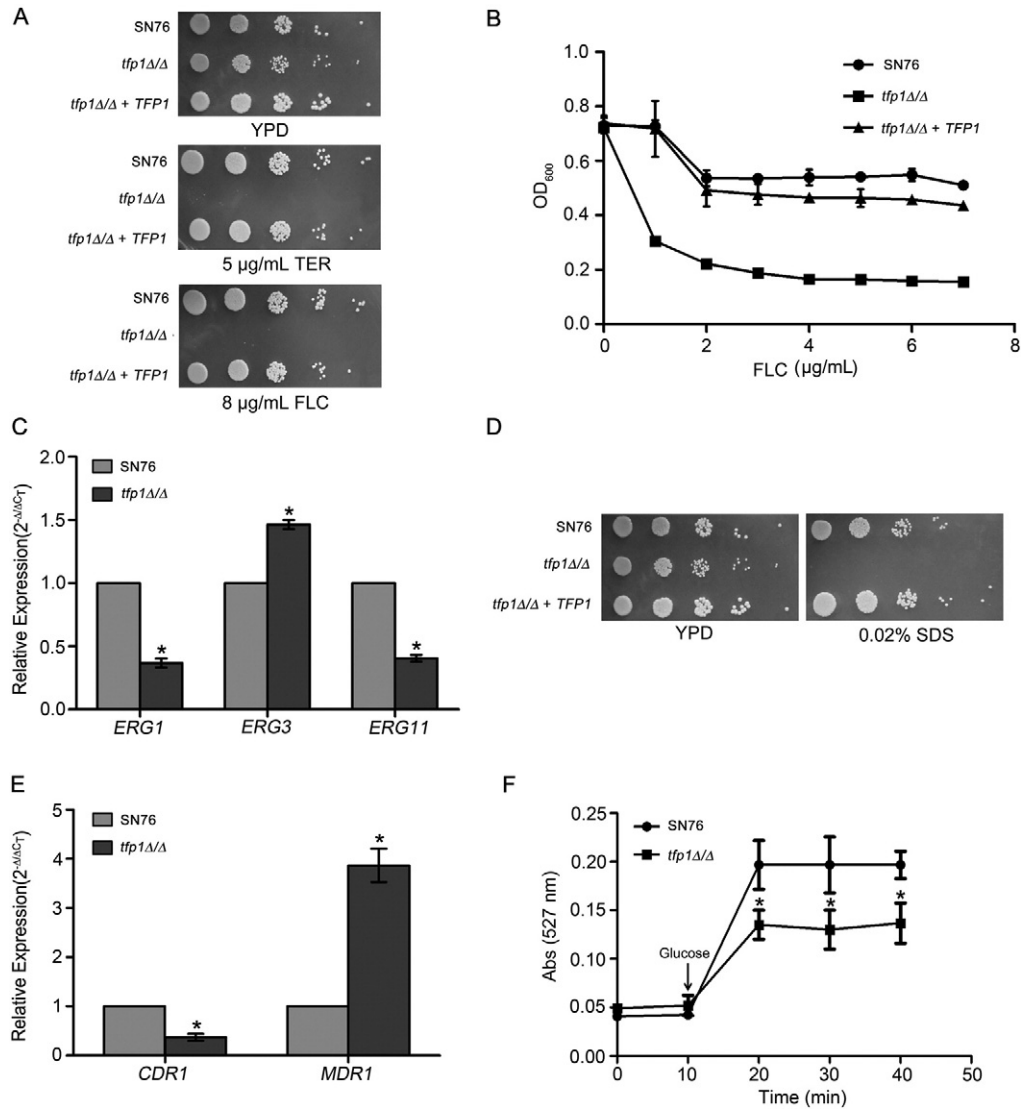 A
SN76
tfp1Δ/Δ
tfp1Δ/Δ + TFP1
YPD
SN76
tfp1Δ/Δ
tfp1Δ/Δ + TFP1
5 µg/mL TER
SN76
tfp1Δ/Δ
tfp1Δ/Δ + TFP1
8 µg/mL FLC
B
SN76
tfp1Δ/Δ
tfp1Δ/Δ + TFP1
OD600
1.0
0.8
0.6
0.4
0.2
0.0
0 2 4 6 8
FLC (µg/mL)
C
SN76
tfp1Δ/Δ
Relative Expression(2-Δ/ΔCT)
2.0
1.5
1.0
0.5
0.0
* * *
ERG1 ERG3 ERG11
D
SN76
tfp1Δ/Δ
tfp1Δ/Δ + TFP1
YPD 0.02% SDS
E
SN76
tfp1Δ/Δ
Relative Expression(2-Δ/ΔCT)
5
4
3
2
1
0
* *
CDR1 MDR1
F
SN76
tfp1Δ/Δ
Abs (527 nm)
0.25
0.20
0.15
0.10
0.05
0.00
Glucose
* * *
0 10 20 30 40 50
Time (min)